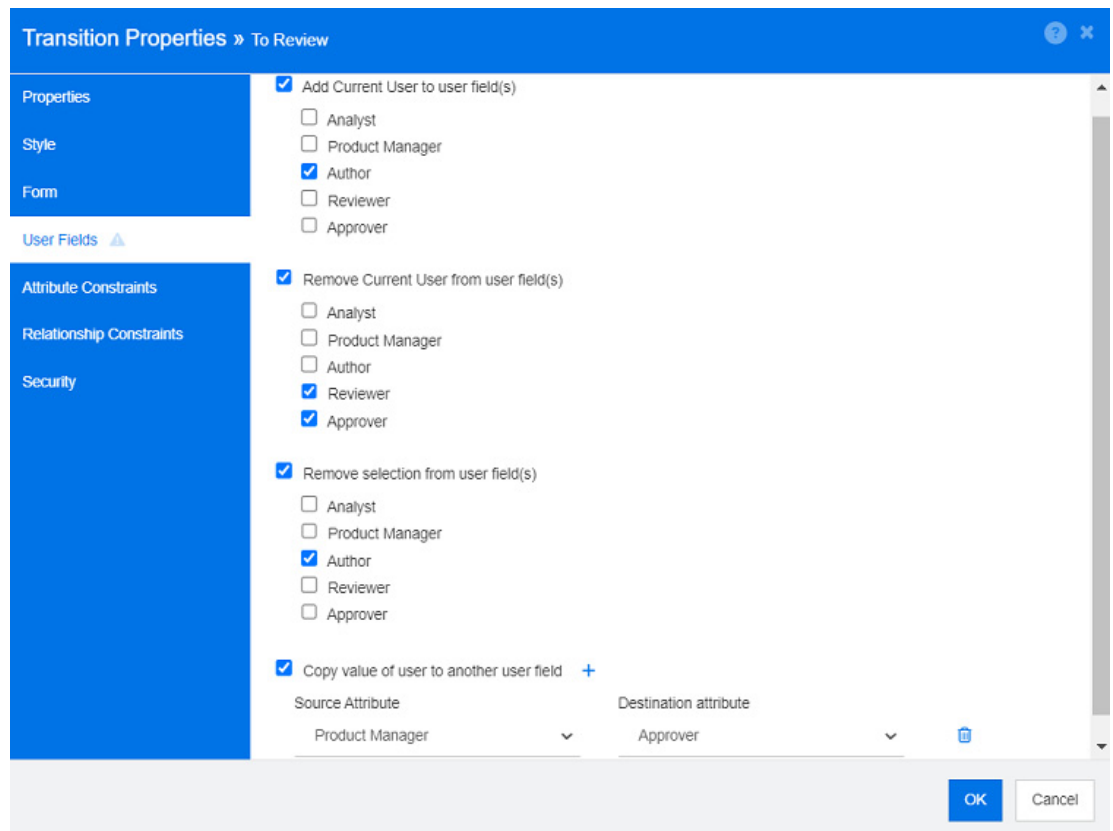 Transition Properties » To Review
Properties
Style
Form
User Fields
Attribute Constraints
Relationship Constraints
Security
Add Current User to user field(s)
Analyst
Product Manager
Author
Reviewer
Approver
Remove Current User from user field(s)
Analyst
Product Manager
Author
Reviewer
Approver
Remove selection from user field(s)
Analyst
Product Manager
Author
Reviewer
Approver
Copy value of user to another user field +
Source Attribute Destination attribute
Product Manager Approver
OK Cancel